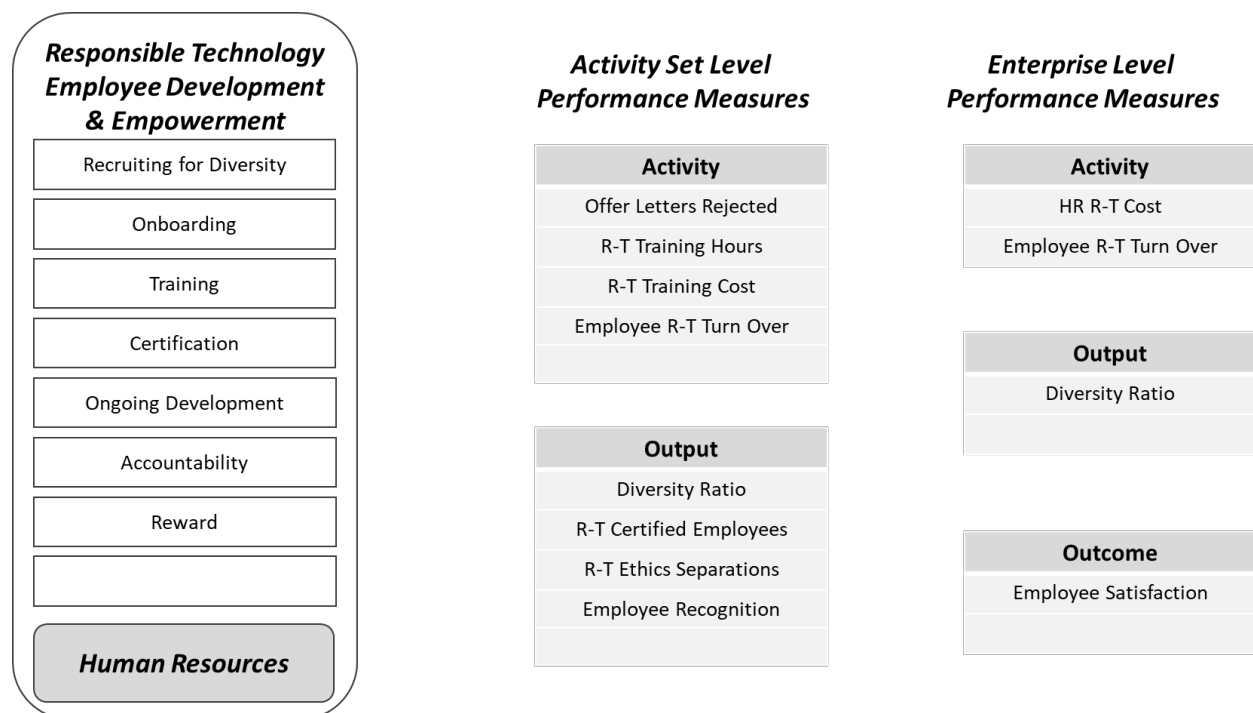 Responsible Technology
Employee Development
& Empowerment
Recruiting for Diversity
Onboarding
Training
Certification
Ongoing Development
Accountability
Reward
Human Resources
Activity Set Level
Performance Measures
Activity
Offer Letters Rejected
R-T Training Hours
R-T Training Cost
Employee R-T Turn Over
Output
Diversity Ratio
R-T Certified Employees
R-T Ethics Separations
Employee Recognition
Enterprise Level
Performance Measures
Activity
HR R-T Cost
Employee R-T Turn Over
Output
Diversity Ratio
Outcome
Employee Satisfaction